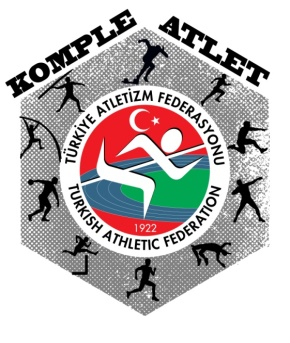 KOMPLE
ATLET
TÜRKİYE ATLETİZM FEDERASYONU
1922
TURKISH ATHLETIC FEDERATION